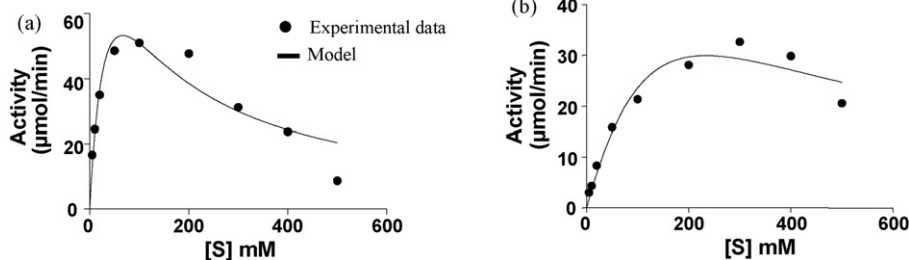 (a)
Experimental data
Model
Activity
(µmol/min)
60
40
20
0
0
200
400
600
[S] mM
(b)
Activity
(µmol/min)
40
30
20
10
0
0
200
400
600
[S] mM